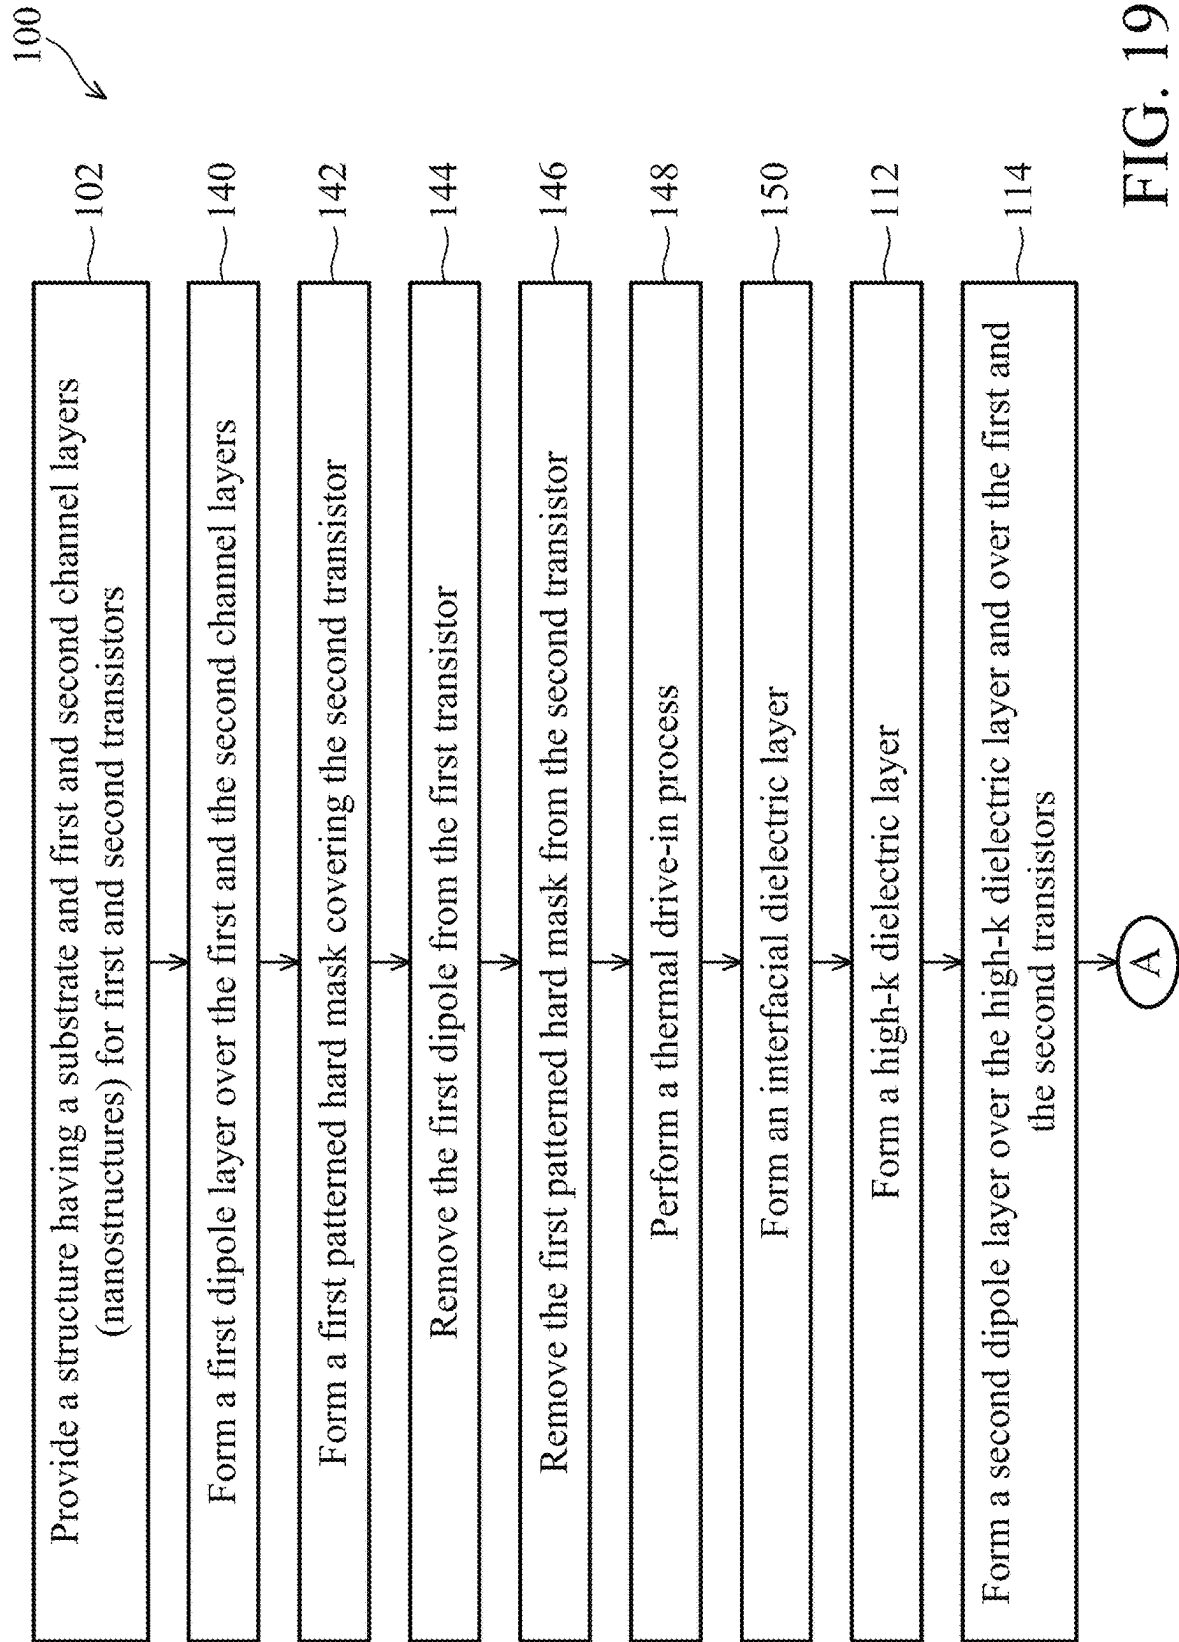 100
Provide a structure having a substrate and first and second channel layers
(nanostructures) for first and second transistors
102
Form a first dipole layer over the first and the second channel layers
140
Form a first patterned hard mask covering the second transistor
142
Remove the first dipole from the first transistor
144
Remove the first patterned hard mask from the second transistor
146
Perform a thermal drive-in process
148
Form an interfacial dielectric layer
150
Form a high-k dielectric layer
112
Form a second dipole layer over the high-k dielectric layer and over the first and
the second transistors
114
A
FIG. 19